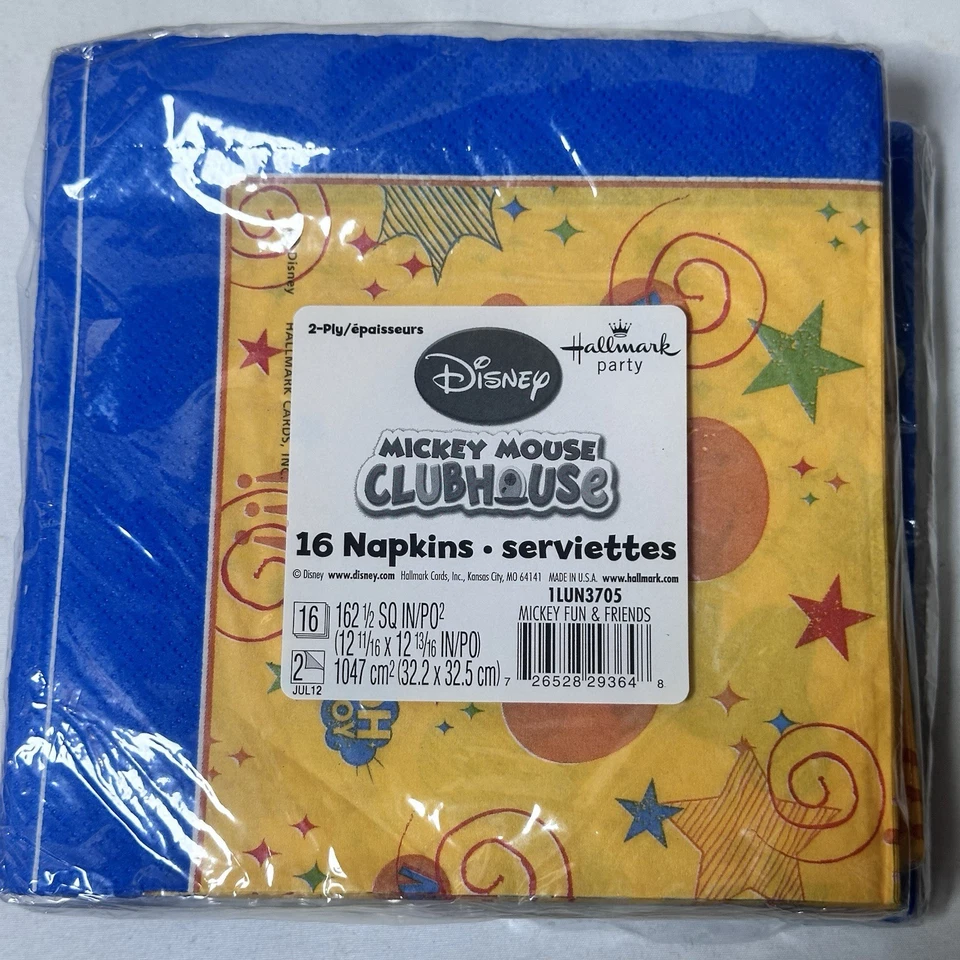 2-Ply/épaisseurs
Disney
Hallmark
party
MICKEY MOUSE
CLUBHOUSE
16 Napkins • serviettes
© Disney www.disney.com Hallmark Cards, Inc., Kansas City, MO 64141 MADE IN U.S.A. www.hallmark.com
1LUN3705
MICKEY FUN & FRIENDS
16
162 ½ SQ IN/PO²
(12 11/16 x 12 13/16 IN/PO)
2
1047 cm² (32.2 x 32.5 cm)
JUL12
7 26528 29364 8
Disney
HALLMARK CARDS, INC
OH